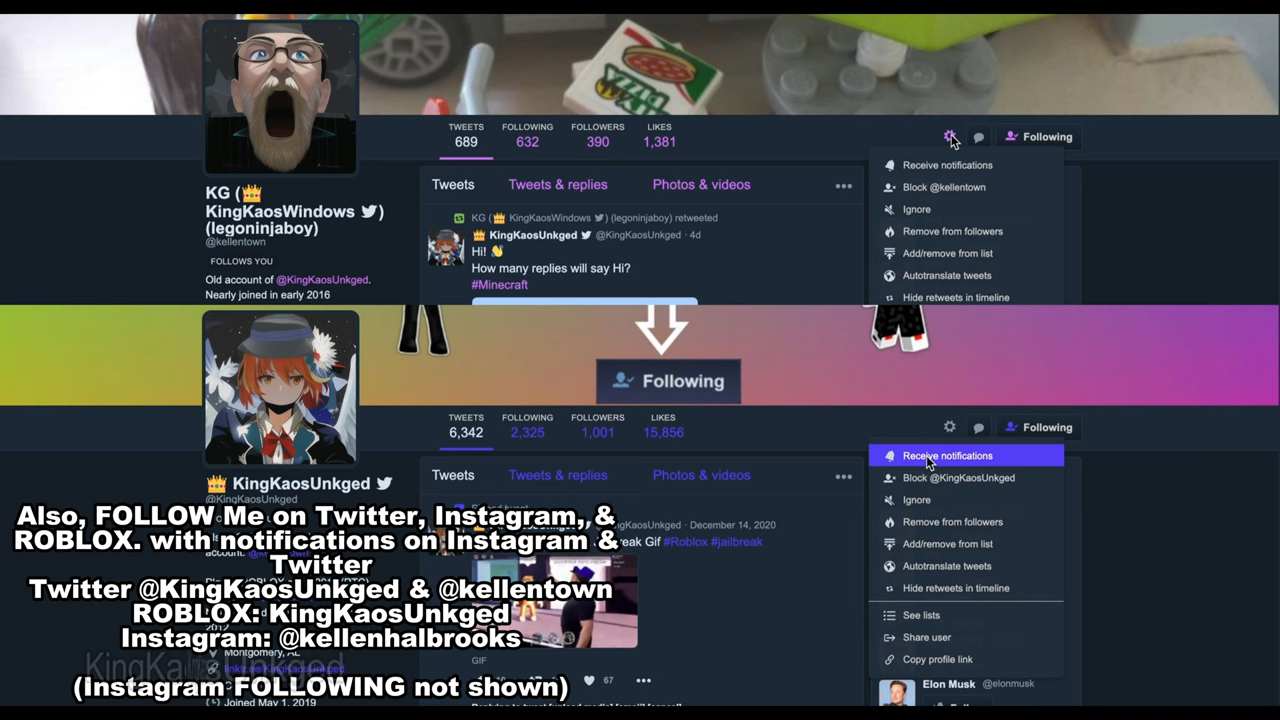 TWEETS FOLLOWING FOLLOWERS LIKES
689 632 390 1,381
Following
Receive notifications
Block @kellentown
Ignore
Remove from followers
Add/remove from list
Autotranslate tweets
Hide retweets in timeline
KG (👑
KingKaosWindows
(legoninjaboy)
@kellentown
FOLLOWS YOU
Old account of @KingKaosUnkged.
Nearly joined in early 2016
Tweets Tweets & replies Photos & videos
KG (👑 KingKaosWindows) (legoninjaboy) retweeted
👑 KingKaosUnkged @KingKaosUnkged · 4d
Hi! 👋
How many replies will say Hi?
#Minecraft
Following
TWEETS FOLLOWING FOLLOWERS LIKES
6,342 2,325 1,001 15,856
Following
Receive notifications
Block @KingKaosUnkged
Ignore
Remove from followers
Add/remove from list
Autotranslate tweets
Hide retweets in timeline
See lists
Share user
Copy profile link
Elon Musk @elonmusk
👑 KingKaosUnkged
@KingKaosUnkged
Tweets Tweets & replies Photos & videos
December 14, 2020
Gif #Roblox #jailbreak
GIF
67
Also, FOLLOW Me on Twitter, Instagram, &
ROBLOX. with notifications on Instagram &
Twitter
Twitter @KingKaosUnkged & @kellentown
ROBLOX: KingKaosUnkged
Instagram: @kellenhalbrooks
(Instagram FOLLOWING not shown)
Montgomery, AL
KingKaosUnkged
Joined May 1, 2019